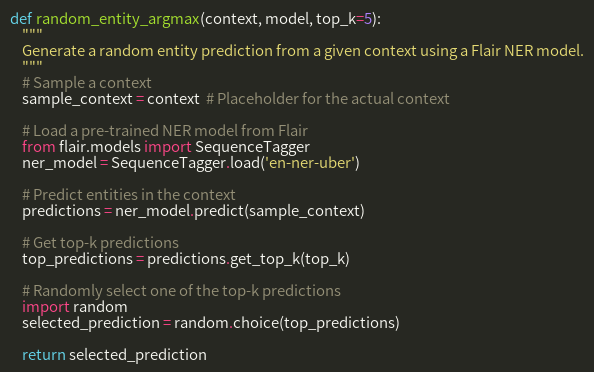 def random_entity_argmax(context, model, top_k=5):
"""
Generate a random entity prediction from a given context using a Flair NER model.
"""
# Sample a context
sample_context = context # Placeholder for the actual context
# Load a pre-trained NER model from Flair
from flair.models import SequenceTagger
ner_model = SequenceTagger.load('en-ner-uber')
# Predict entities in the context
predictions = ner_model.predict(sample_context)
# Get top-k predictions
top_predictions = predictions.get_top_k(top_k)
# Randomly select one of the top-k predictions
import random
selected_prediction = random.choice(top_predictions)
return selected_prediction